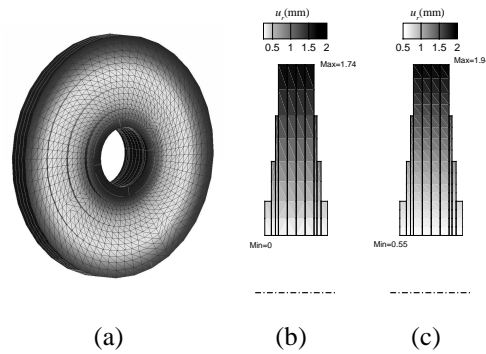 u_r(mm)
0.5 1 1.5 2
Max=1.74
Min=0
u_r(mm)
0.5 1 1.5 2
Max=1.9
Min=0.55
(a) (b) (c)